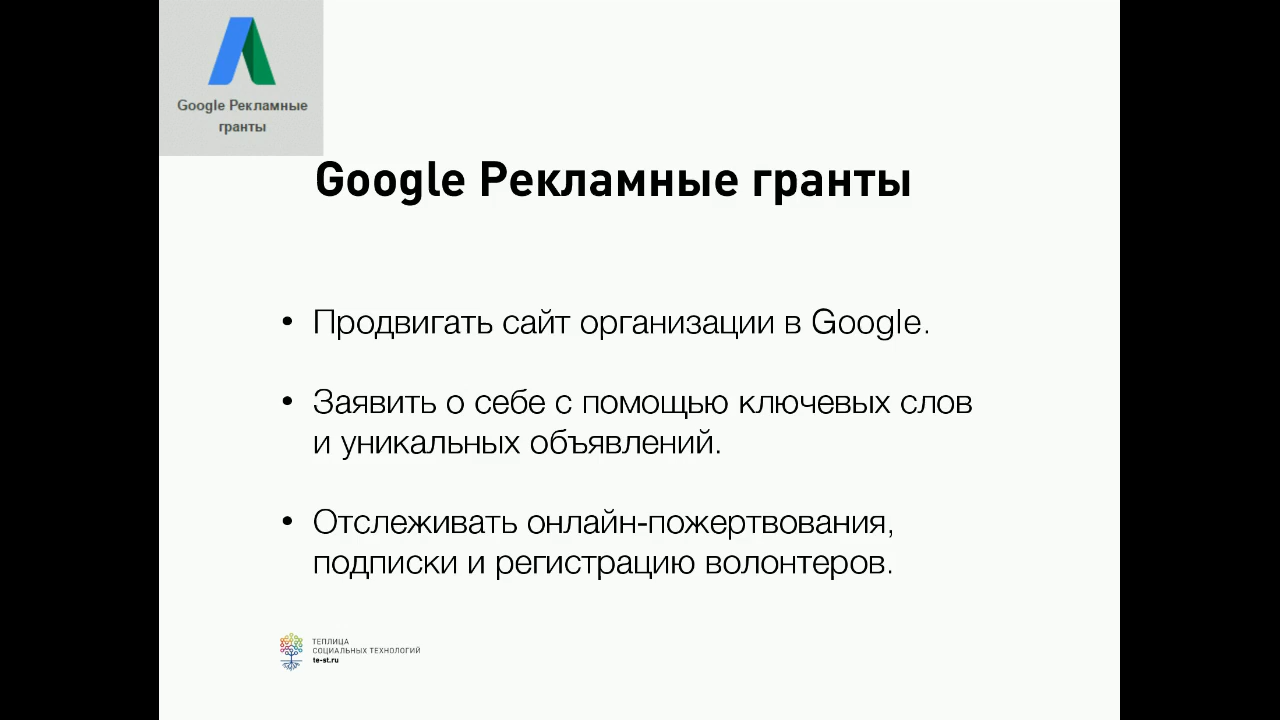 Google Рекламные
гранты
Google Рекламные гранты
• Продвигать сайт организации в Google.
• Заявить о себе с помощью ключевых слов
и уникальных объявлений.
• Отслеживать онлайн-пожертвования,
подписки и регистрацию волонтеров.
ТЕПЛИЦА
СОЦИАЛЬНЫХ ТЕХНОЛОГИЙ
te-st.ru